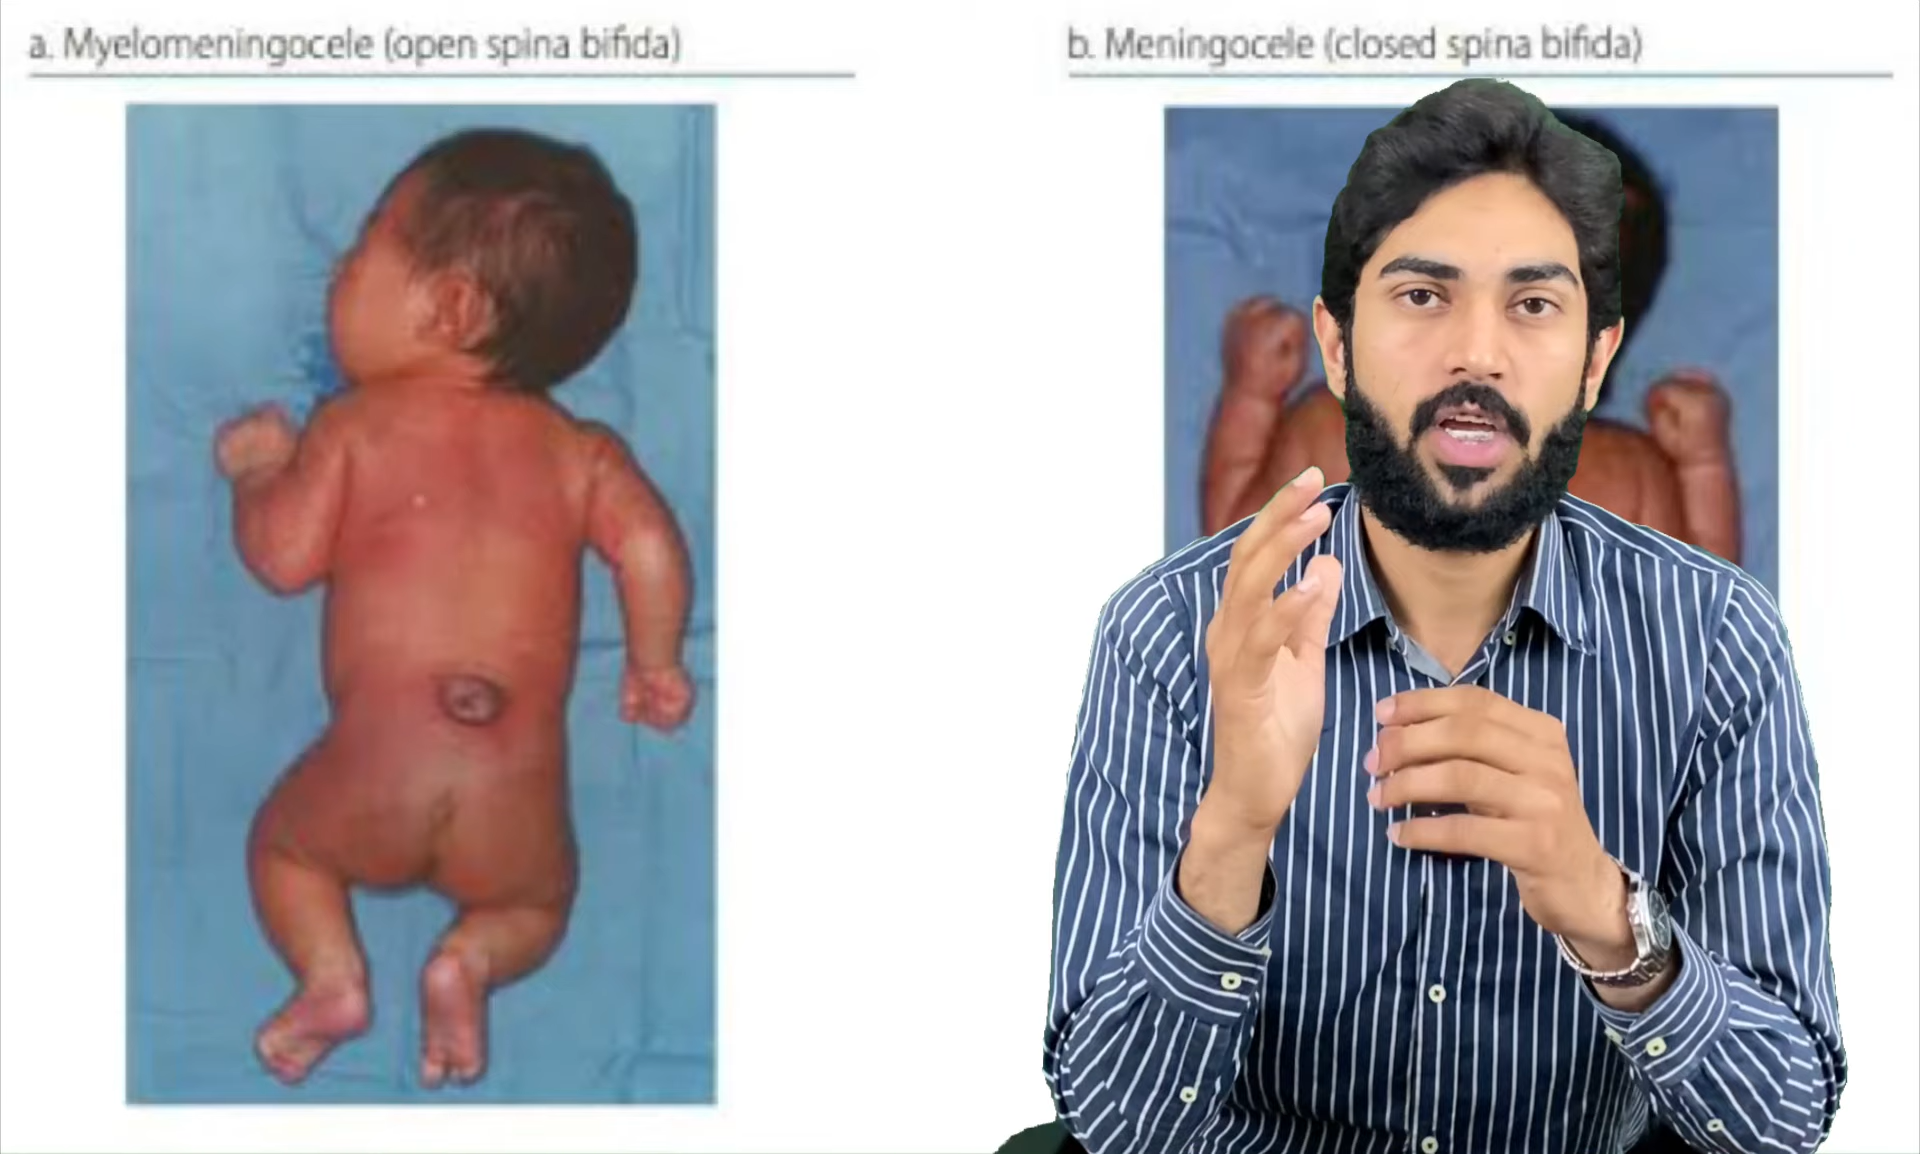 a. Myelomeningocele (open spina bifida)
b. Meningocele (closed spina bifida)